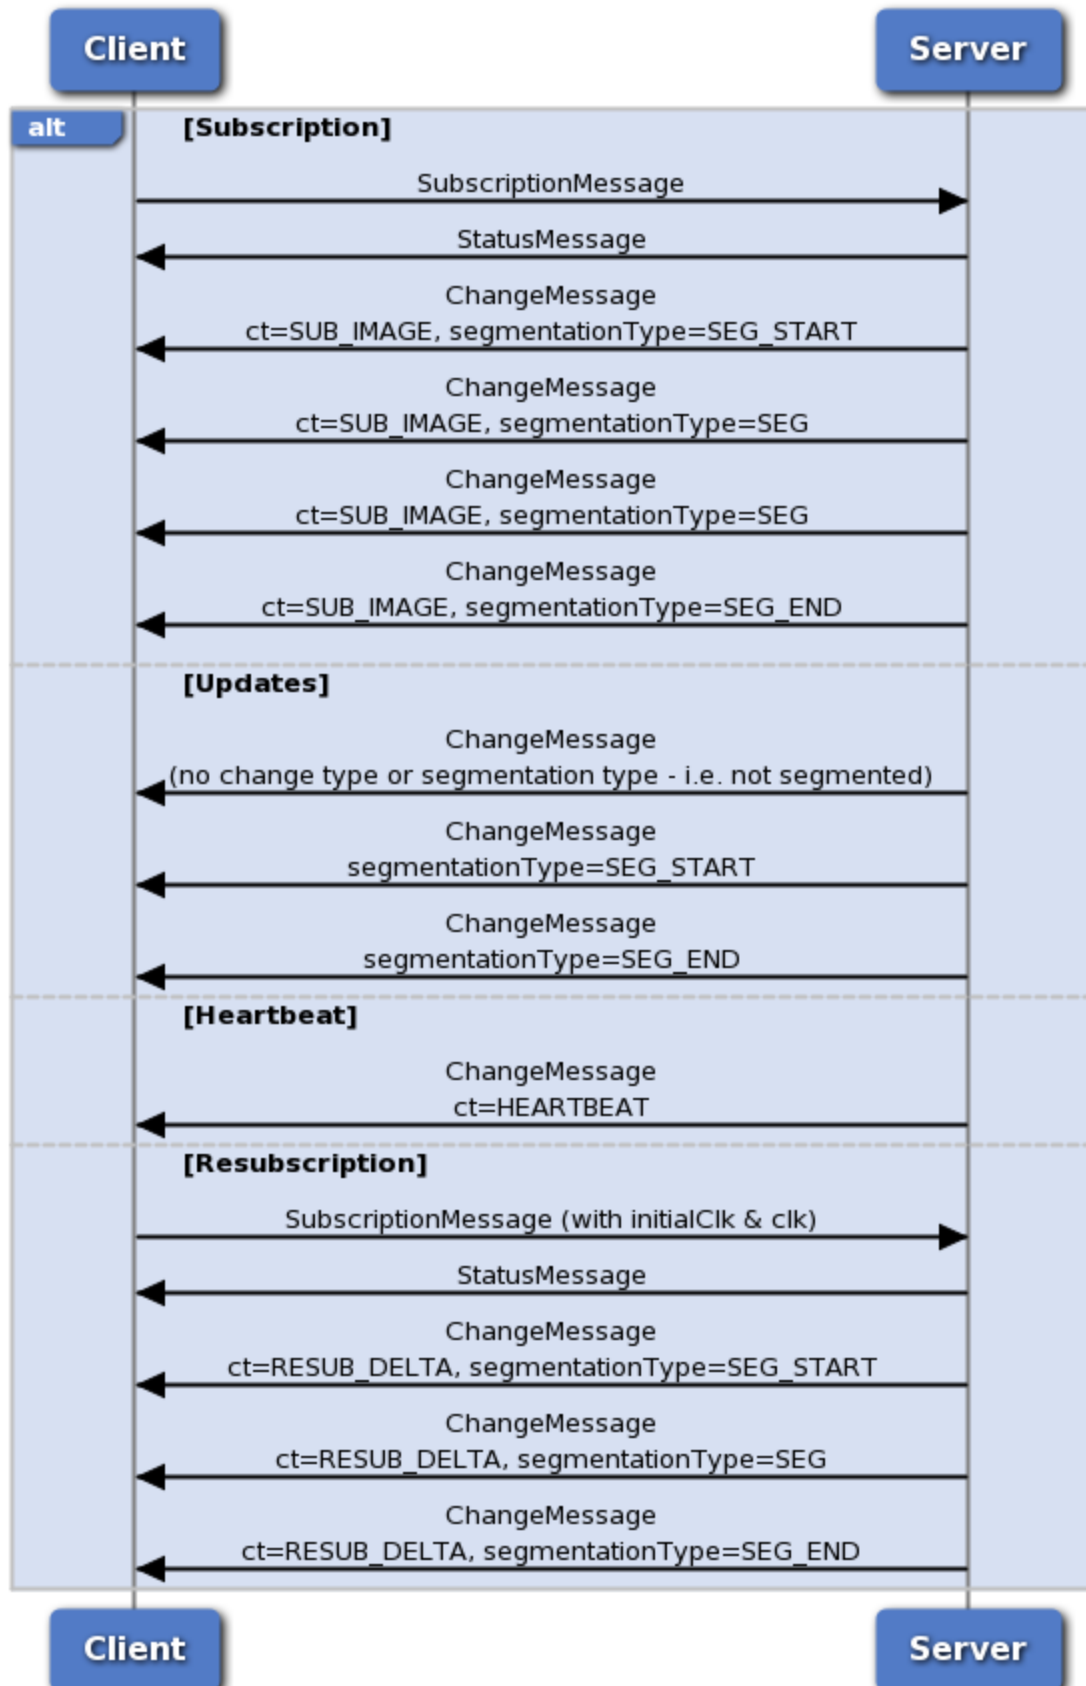 Client
Server
alt
[Subscription]
SubscriptionMessage
StatusMessage
ChangeMessage
ct=SUB_IMAGE, segmentationType=SEG_START
ChangeMessage
ct=SUB_IMAGE, segmentationType=SEG
ChangeMessage
ct=SUB_IMAGE, segmentationType=SEG
ChangeMessage
ct=SUB_IMAGE, segmentationType=SEG_END
[Updates]
ChangeMessage
(no change type or segmentation type - i.e. not segmented)
ChangeMessage
segmentationType=SEG_START
ChangeMessage
segmentationType=SEG_END
[Heartbeat]
ChangeMessage
ct=HEARTBEAT
[Resubscription]
SubscriptionMessage (with initialClk & clk)
StatusMessage
ChangeMessage
ct=RESUB_DELTA, segmentationType=SEG_START
ChangeMessage
ct=RESUB_DELTA, segmentationType=SEG
ChangeMessage
ct=RESUB_DELTA, segmentationType=SEG_END
Client
Server